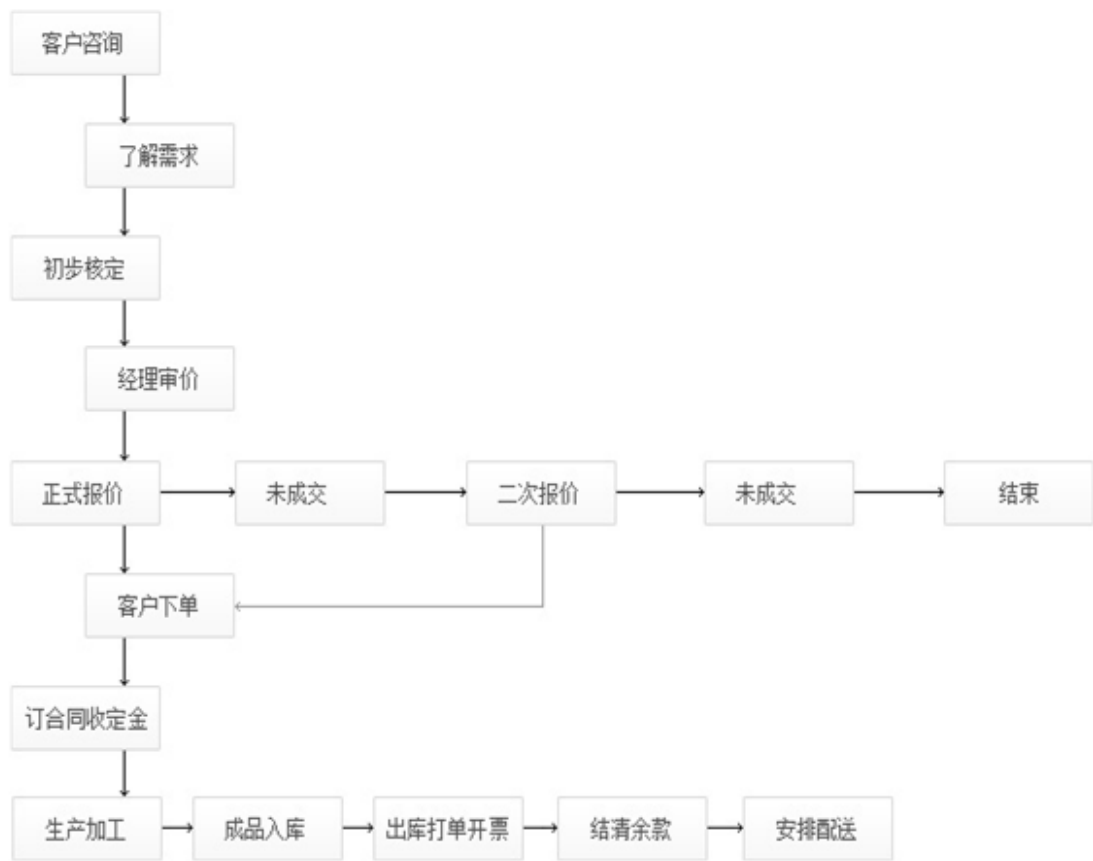 客户咨询
了解需求
初步核定
经理审价
正式报价
未成交
二次报价
未成交
结束
客户下单
订合同收定金
生产加工
成品入库
出库打单开票
结清余款
安排配送